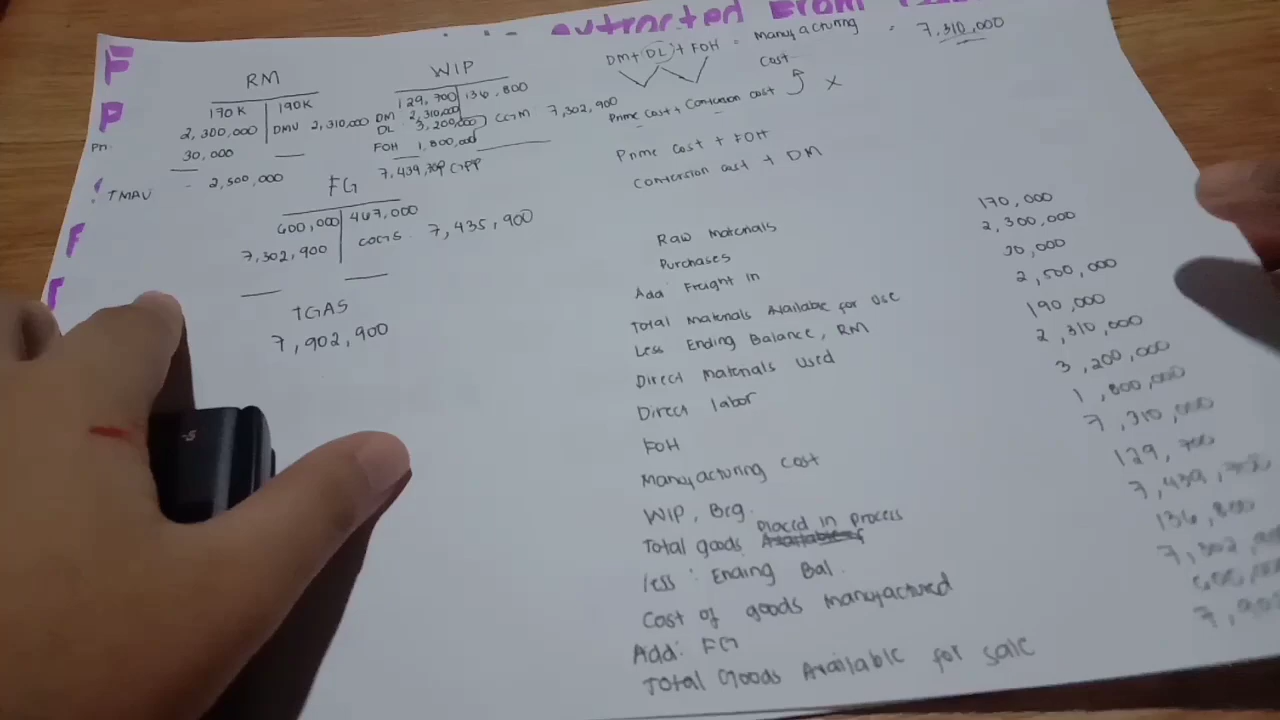 extracted from
F
P
F
RM
170K 190K
2,300,000 DMU 2,310,000
30,000
TMAU - 2,500,000
WIP
129,700 136,800
DM 2,310,000
DL 3,200,000 CGM 7,302,900
FOH 1,800,000
7,439,700 GPP
FG
600,000 467,000
7,302,900 COGS 7,435,900
TGAS
7,902,900
DM + DL + FOH = Manufacturing Cost = 7,310,000
Prime Cost + Conversion cost X
Prime cost + FOH
Conversion cost + DM
Raw Materials 170,000
Purchases 2,300,000
Add Freight in 30,000
Total Materials Available for Use 2,500,000
Less Ending Balance, RM 190,000
Direct Materials Used 2,310,000
Direct labor 3,200,000
FOH 1,800,000
Manufacturing cost 7,310,000
WIP, Beg. 129,700
Total goods placed in process 7,439,700
less: Ending Bal. 136,800
Cost of goods manufactured
Add: FG
Total Goods Available for sale